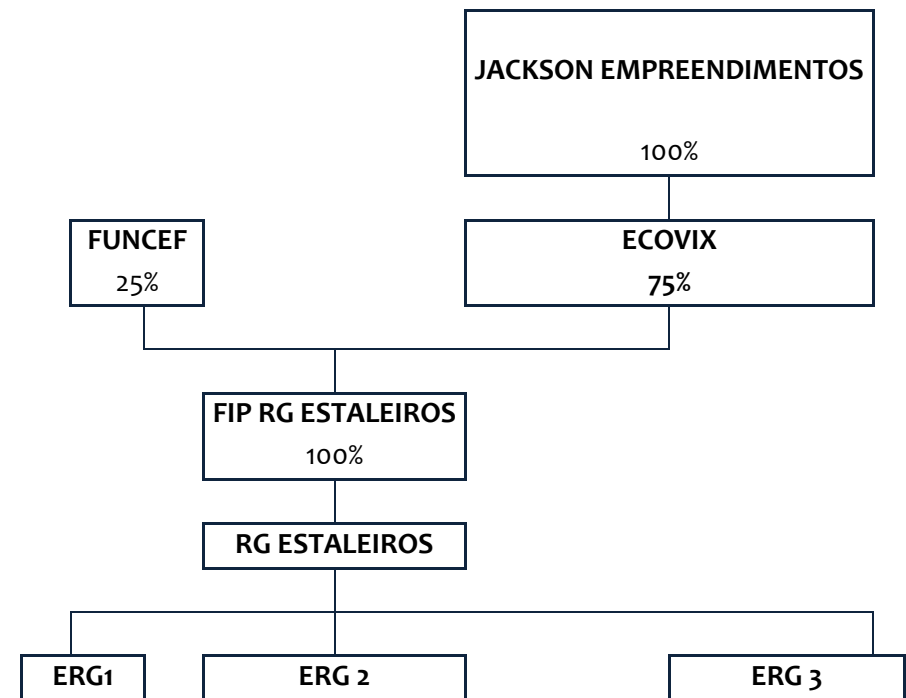 JACKSON EMPREENDIMENTOS
100%
FUNCEF
25%
ECOVIX
75%
FIP RG ESTALEIROS
100%
RG ESTALEIROS
ERG1
ERG 2
ERG 3